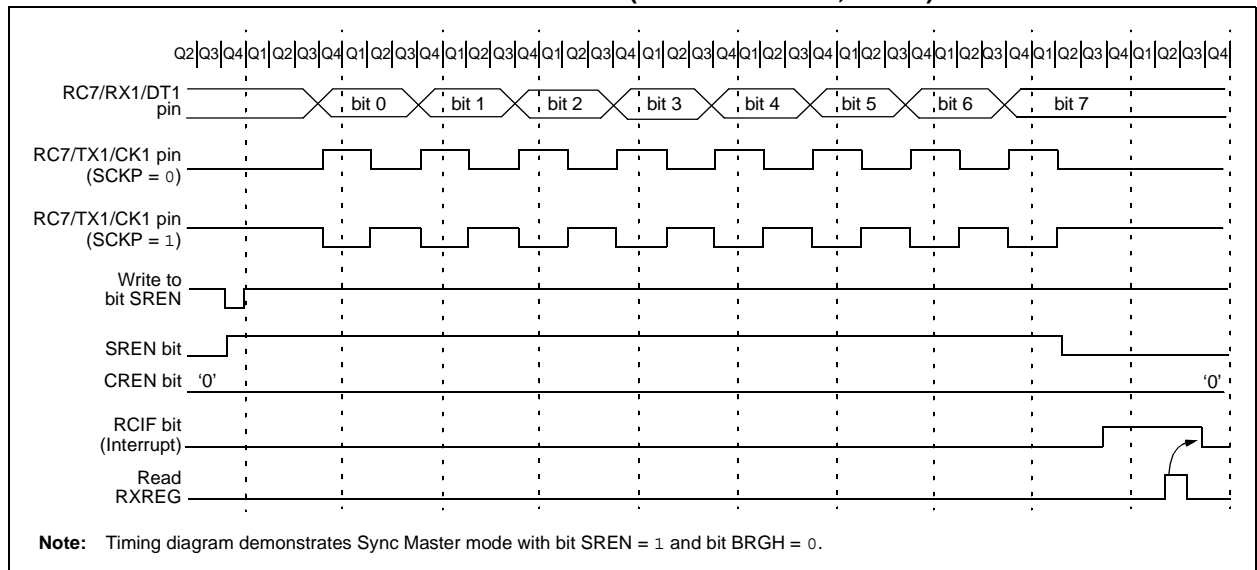 Q2 Q3 Q4 Q1 Q2 Q3 Q4 Q1 Q2 Q3 Q4 Q1 Q2 Q3 Q4 Q1 Q2 Q3 Q4 Q1 Q2 Q3 Q4 Q1 Q2 Q3 Q4 Q1 Q2 Q3 Q4 Q1 Q2 Q3 Q4 Q1 Q2 Q3 Q4 Q1 Q2 Q3 Q4
RC7/RX1/DT1
pin
bit 0 bit 1 bit 2 bit 3 bit 4 bit 5 bit 6 bit 7
RC7/TX1/CK1 pin
(SCKP = 0)
RC7/TX1/CK1 pin
(SCKP = 1)
Write to
bit SREN
SREN bit
CREN bit ‘0’ ‘0’
RCIF bit
(Interrupt)
Read
RXREG
Note: Timing diagram demonstrates Sync Master mode with bit SREN = 1 and bit BRGH = 0.